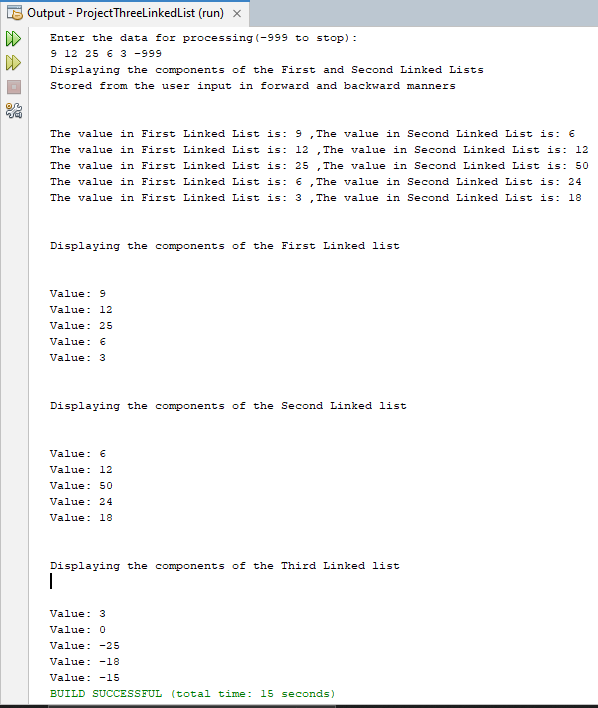 Output - ProjectThreeLinkedList (run) ×
Enter the data for processing(-999 to stop):
9 12 25 6 3 -999
Displaying the components of the First and Second Linked Lists
Stored from the user input in forward and backward manners
The value in First Linked List is: 9 ,The value in Second Linked List is: 6
The value in First Linked List is: 12 ,The value in Second Linked List is: 12
The value in First Linked List is: 25 ,The value in Second Linked List is: 50
The value in First Linked List is: 6 ,The value in Second Linked List is: 24
The value in First Linked List is: 3 ,The value in Second Linked List is: 18
Displaying the components of the First Linked list
Value: 9
Value: 12
Value: 25
Value: 6
Value: 3
Displaying the components of the Second Linked list
Value: 6
Value: 12
Value: 50
Value: 24
Value: 18
Displaying the components of the Third Linked list
Value: 3
Value: 0
Value: -25
Value: -18
Value: -15
BUILD SUCCESSFUL (total time: 15 seconds)